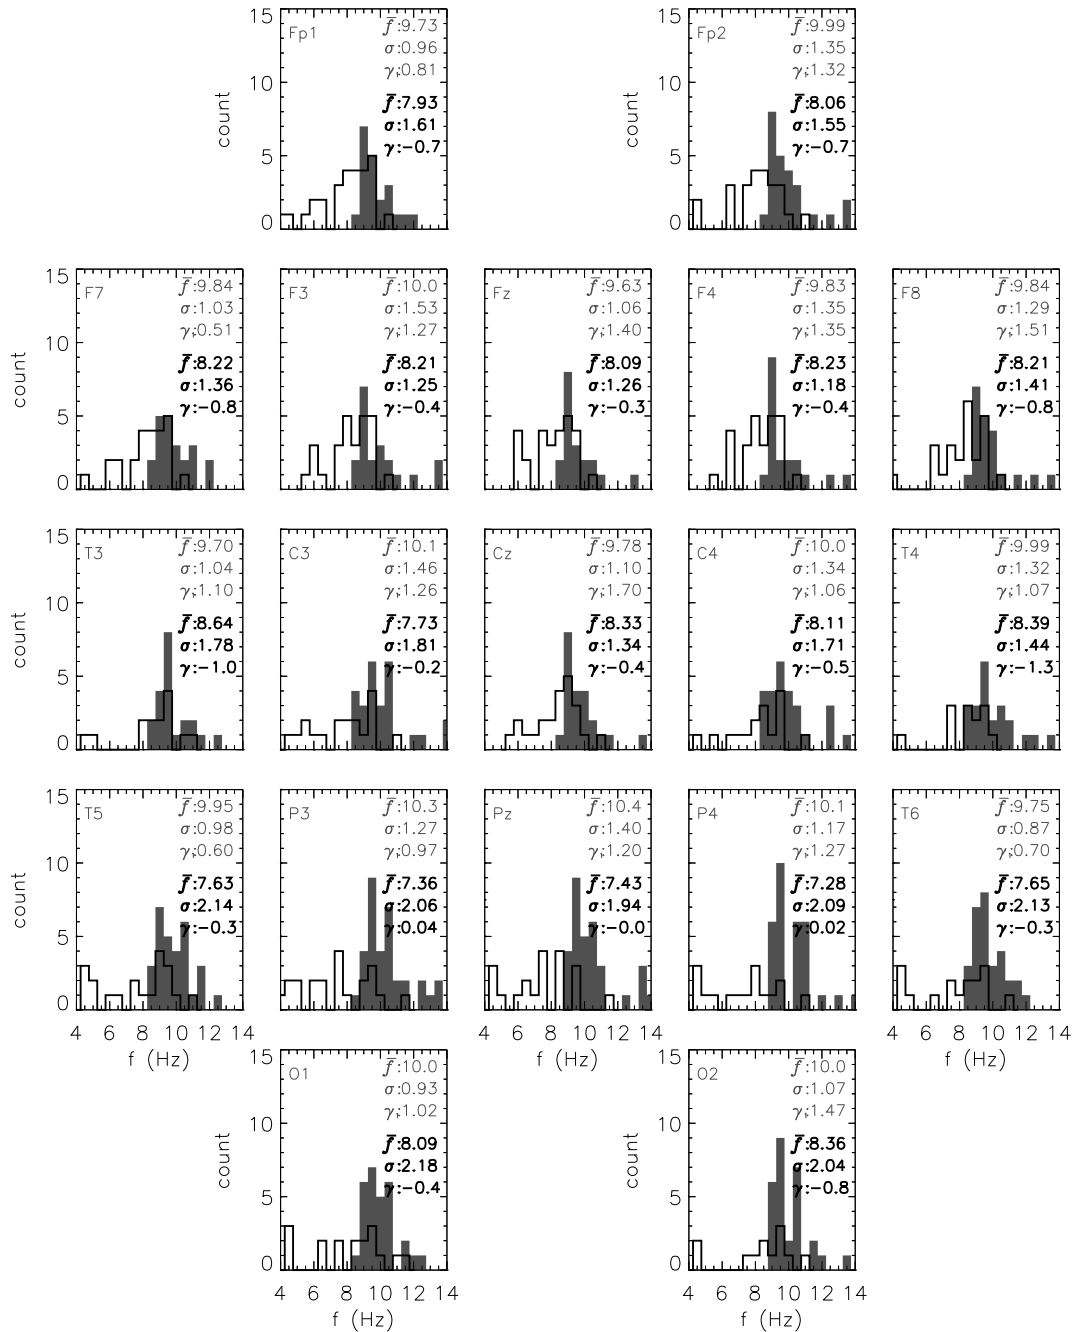 15
10
5
0
count
Fp1
f̅:9.73
σ:0.96
γ:0.81
f̅:7.93
σ:1.61
γ:−0.7
15
10
5
0
count
Fp2
f̅:9.99
σ:1.35
γ:1.32
f̅:8.06
σ:1.55
γ:−0.7
15
10
5
0
count
F7
f̅:9.84
σ:1.03
γ:0.51
f̅:8.22
σ:1.36
γ:−0.8
F3
f̅:10.0
σ:1.53
γ:1.27
f̅:8.21
σ:1.25
γ:−0.4
Fz
f̅:9.63
σ:1.06
γ:1.40
f̅:8.09
σ:1.26
γ:−0.3
F4
f̅:9.83
σ:1.35
γ:1.35
f̅:8.23
σ:1.18
γ:−0.4
F8
f̅:9.84
σ:1.29
γ:1.51
f̅:8.21
σ:1.41
γ:−0.8
15
10
5
0
count
T3
f̅:9.70
σ:1.04
γ:1.10
f̅:8.64
σ:1.78
γ:−1.0
C3
f̅:10.1
σ:1.46
γ:1.26
f̅:7.73
σ:1.81
γ:−0.2
Cz
f̅:9.78
σ:1.10
γ:1.70
f̅:8.33
σ:1.34
γ:−0.4
C4
f̅:10.0
σ:1.34
γ:1.06
f̅:8.11
σ:1.71
γ:−0.5
T4
f̅:9.99
σ:1.32
γ:1.07
f̅:8.39
σ:1.44
γ:−1.3
15
10
5
0
count
T5
f̅:9.95
σ:0.98
γ:0.60
f̅:7.63
σ:2.14
γ:−0.3
4 6 8 10 12 14
f (Hz)
P3
f̅:10.3
σ:1.27
γ:0.97
f̅:7.36
σ:2.06
γ:0.04
Pz
f̅:10.4
σ:1.40
γ:1.20
f̅:7.43
σ:1.94
γ:−0.0
4 6 8 10 12 14
f (Hz)
P4
f̅:10.1
σ:1.17
γ:1.27
f̅:7.28
σ:2.09
γ:0.02
T6
f̅:9.75
σ:0.87
γ:0.70
f̅:7.65
σ:2.13
γ:−0.3
4 6 8 10 12 14
f (Hz)
15
10
5
0
count
O1
f̅:10.0
σ:0.93
γ:1.02
f̅:8.09
σ:2.18
γ:−0.4
4 6 8 10 12 14
f (Hz)
15
10
5
0
count
O2
f̅:10.0
σ:1.07
γ:1.47
f̅:8.36
σ:2.04
γ:−0.8
4 6 8 10 12 14
f (Hz)